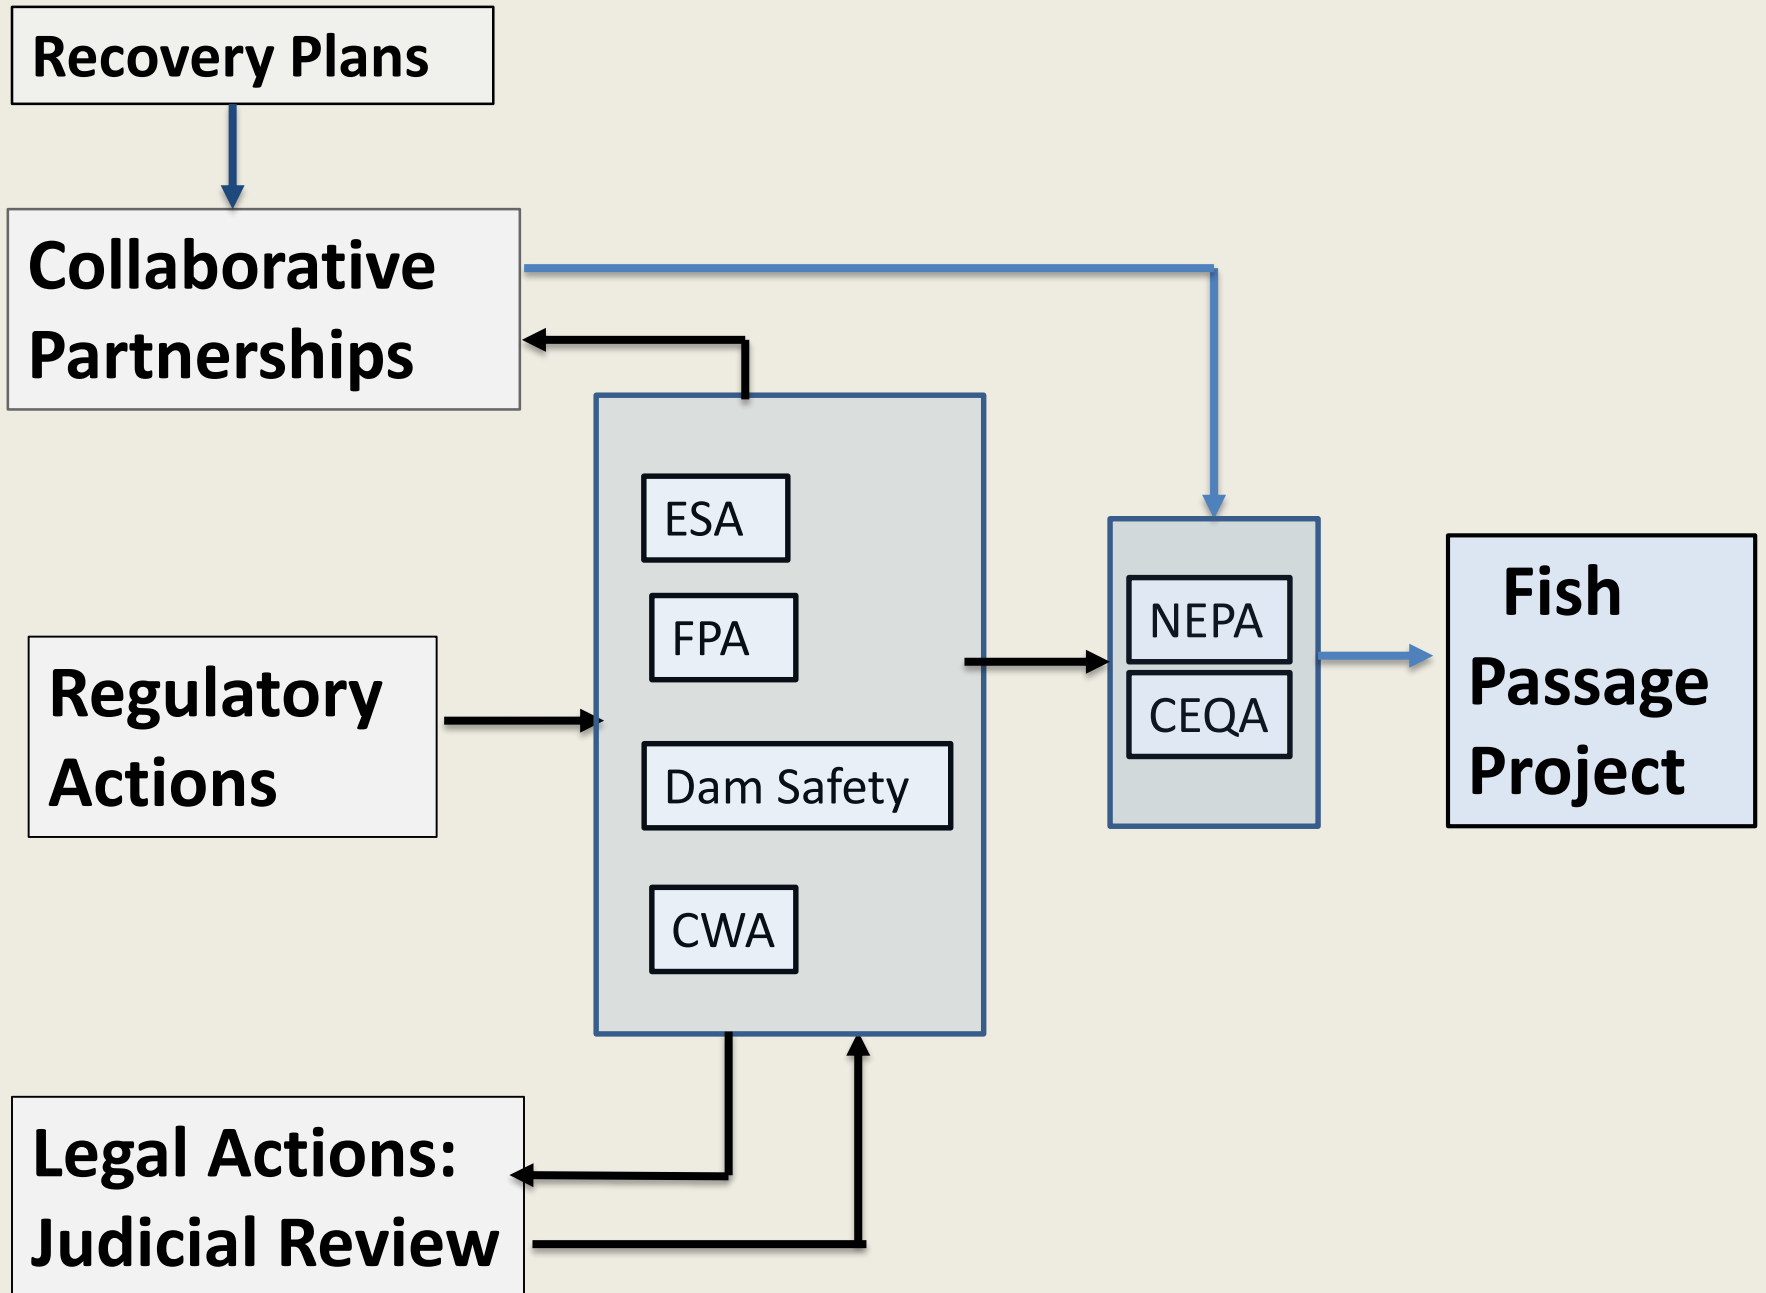 Recovery Plans
Collaborative
Partnerships
Regulatory
Actions
ESA
FPA
Dam Safety
CWA
NEPA
CEQA
Fish
Passage
Project
Legal Actions:
Judicial Review